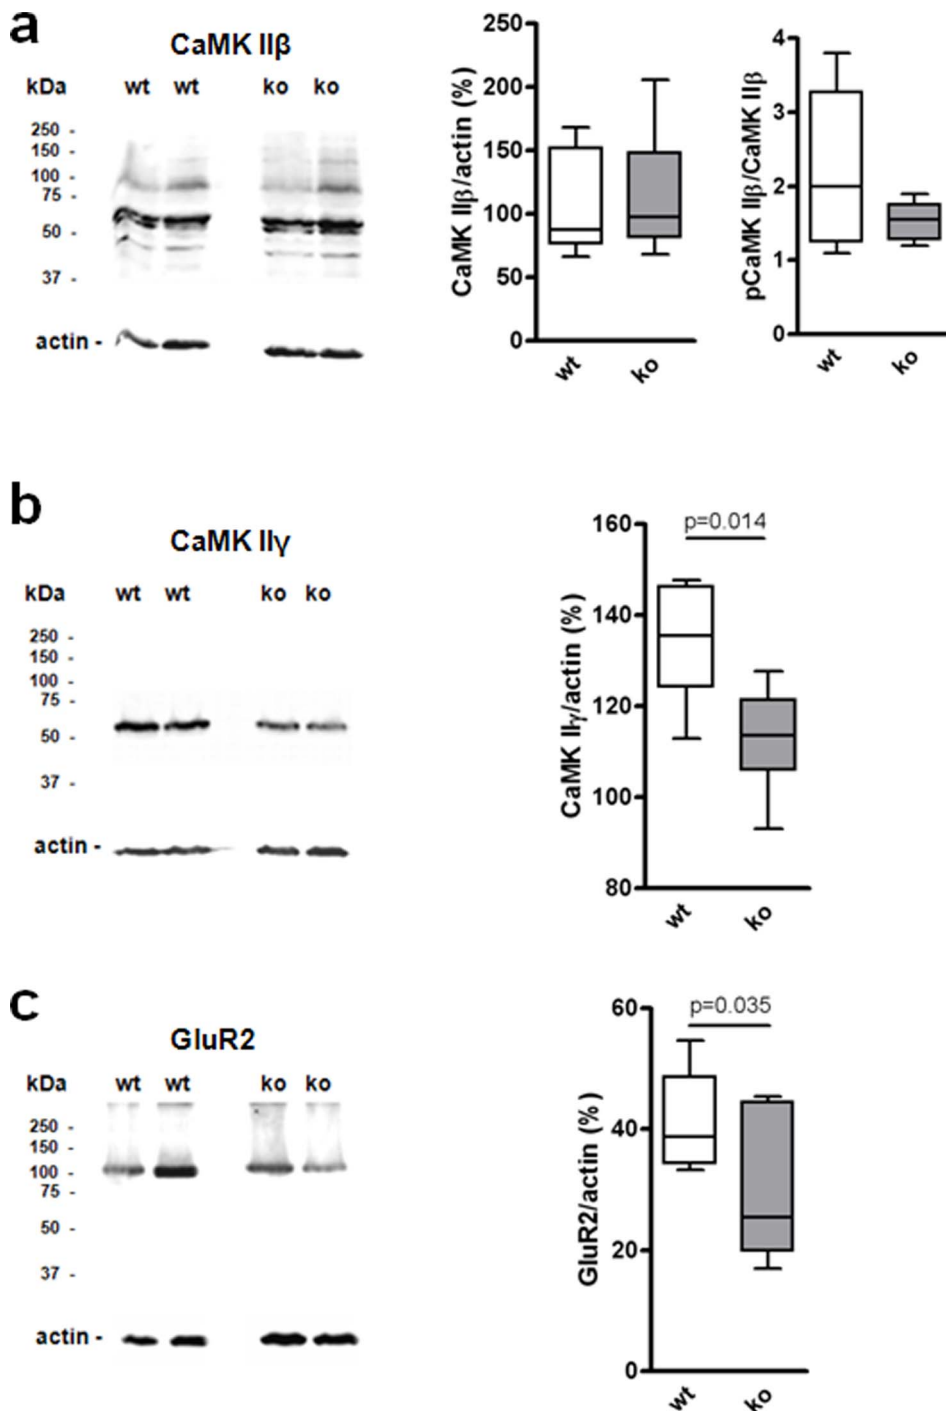 a
CaMK IIβ
kDa wt wt ko ko
250 -
150 -
100 -
75 -
50 -
37 -
actin -
CaMK IIβ/actin (%)
250
200
150
100
50
0
wt ko
pCaMK IIβ/CaMK IIβ
4
3
2
1
0
wt ko
b
CaMK IIγ
kDa wt wt ko ko
250 -
150 -
100 -
75 -
50 -
37 -
actin -
CaMK IIγ/actin (%)
p=0.014
160
140
120
100
80
wt ko
c
GluR2
kDa wt wt ko ko
250 -
150 -
100 -
75 -
50 -
37 -
actin -
GluR2/actin (%)
p=0.035
60
40
20
0
wt ko